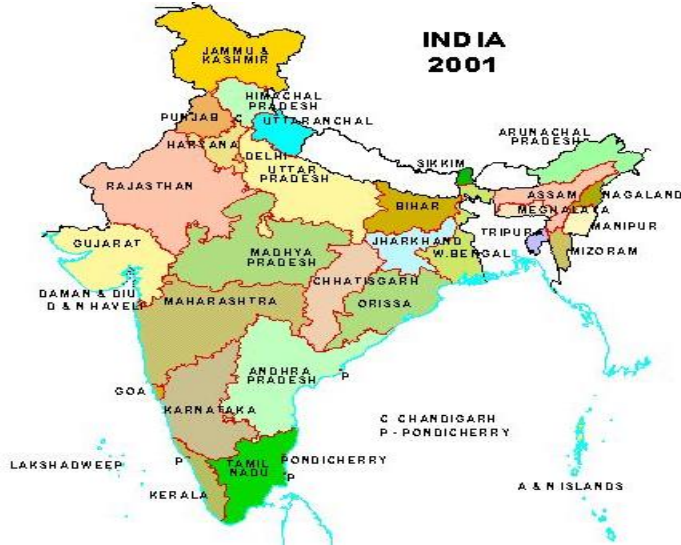 INDIA
2001
JAMMU &
KASHMIR
HIMACHAL
PRADESH
PUNJAB
C
UTTARANCHAL
HARYANA
DELHI
ARUNACHAL
PRADESH
SIKKIM
RAJASTHAN
UTTAR
PRADESH
ASSAM
NAGALAND
BIHAR
MEGHALAYA
MANIPUR
TRIPURA
GUJARAT
JHARKHAND
MADHYA
PRADESH
W.BENGAL
MIZORAM
CHHATISGARH
DAMAN & DIU
D & N HAVELI
MAHARASHTRA
ORISSA
ANDHRA
PRADESH
P
GOA
KARNATAKA
C CHANDIGARH
P - PONDICHERRY
LAKSHADWEEP
P
TAMIL
NADU
PONDICHERRY
P
KERALA
A & N ISLANDS